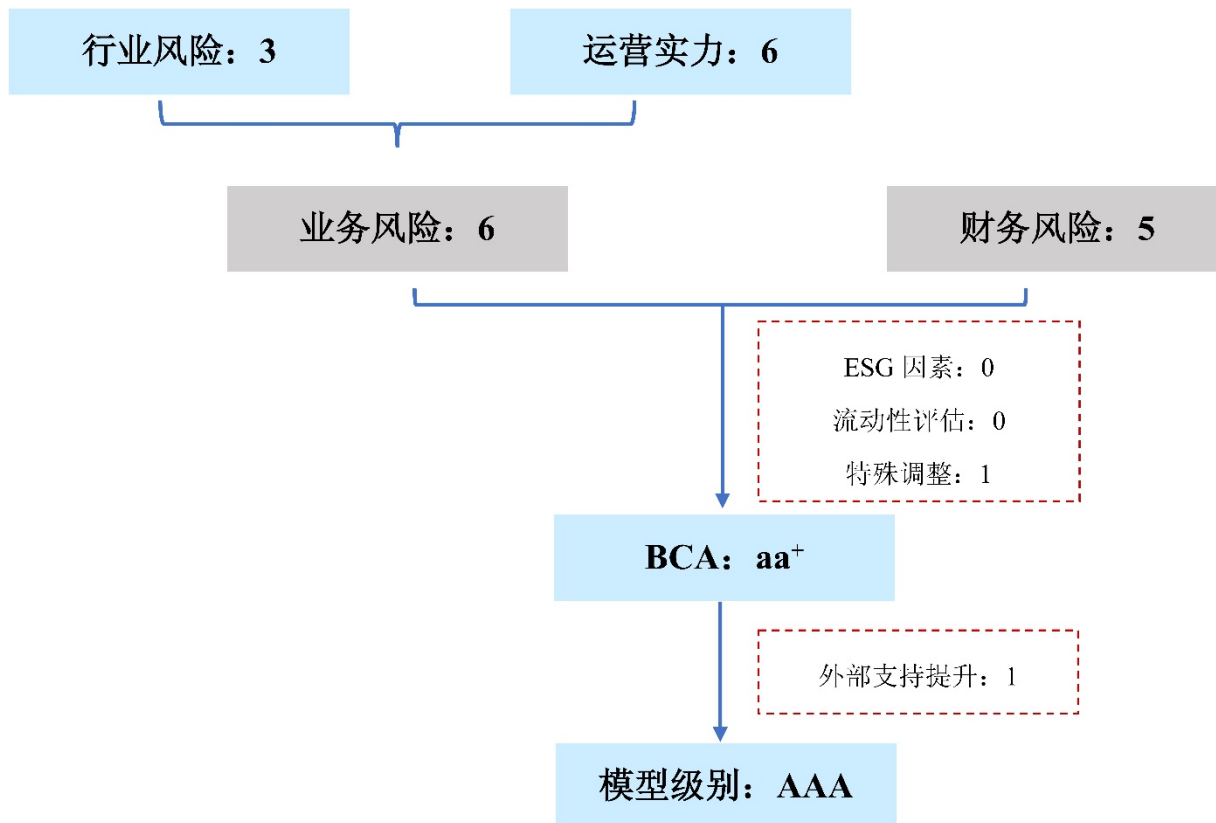 行业风险：3
运营实力：6
业务风险：6
财务风险：5
ESG 因素：0
流动性评估：0
特殊调整：1
BCA：aa⁺
外部支持提升：1
模型级别：AAA